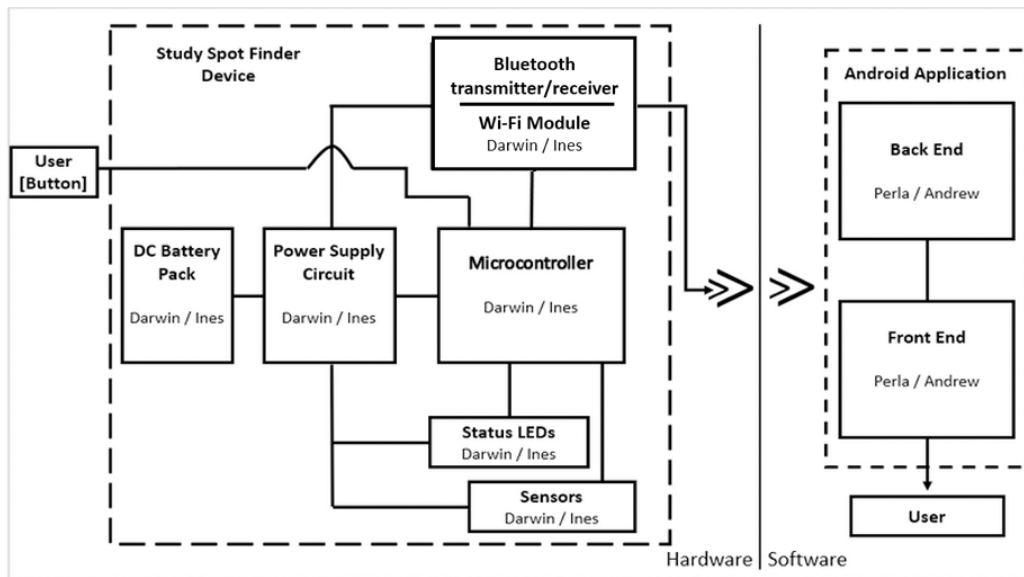 Study Spot Finder
Device
Bluetooth
transmitter/receiver
Wi-Fi Module
Darwin / Ines
User
[Button]
DC Battery
Pack
Darwin / Ines
Power Supply
Circuit
Darwin / Ines
Microcontroller
Darwin / Ines
Status LEDs
Darwin / Ines
Sensors
Darwin / Ines
Hardware
Software
Android Application
Back End
Perla / Andrew
Front End
Perla / Andrew
User